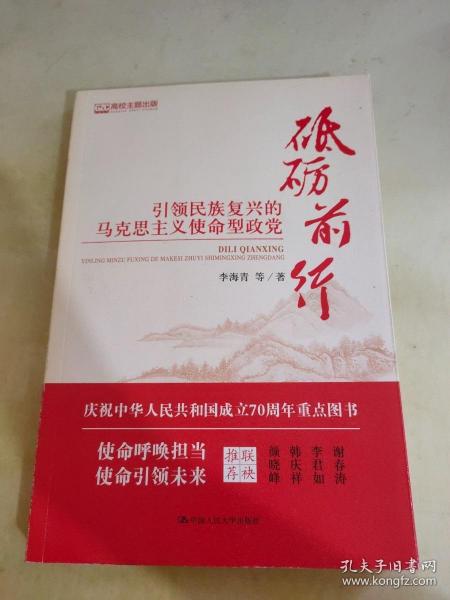 高校主题出版
砥砺前行
引领民族复兴的
马克思主义使命型政党
DILI QIANXING
YINLING MINZU FUXING DE MAKESI ZHUYI SHIMINGXING ZHENGDANG
李海青 等/著
庆祝中华人民共和国成立70周年重点图书
使命呼唤担当
使命引领未来
联袂
推荐
谢春涛
李君如
韩庆祥
颜晓峰
中国人民大学出版社
孔夫子旧书网
www.kongfz.com